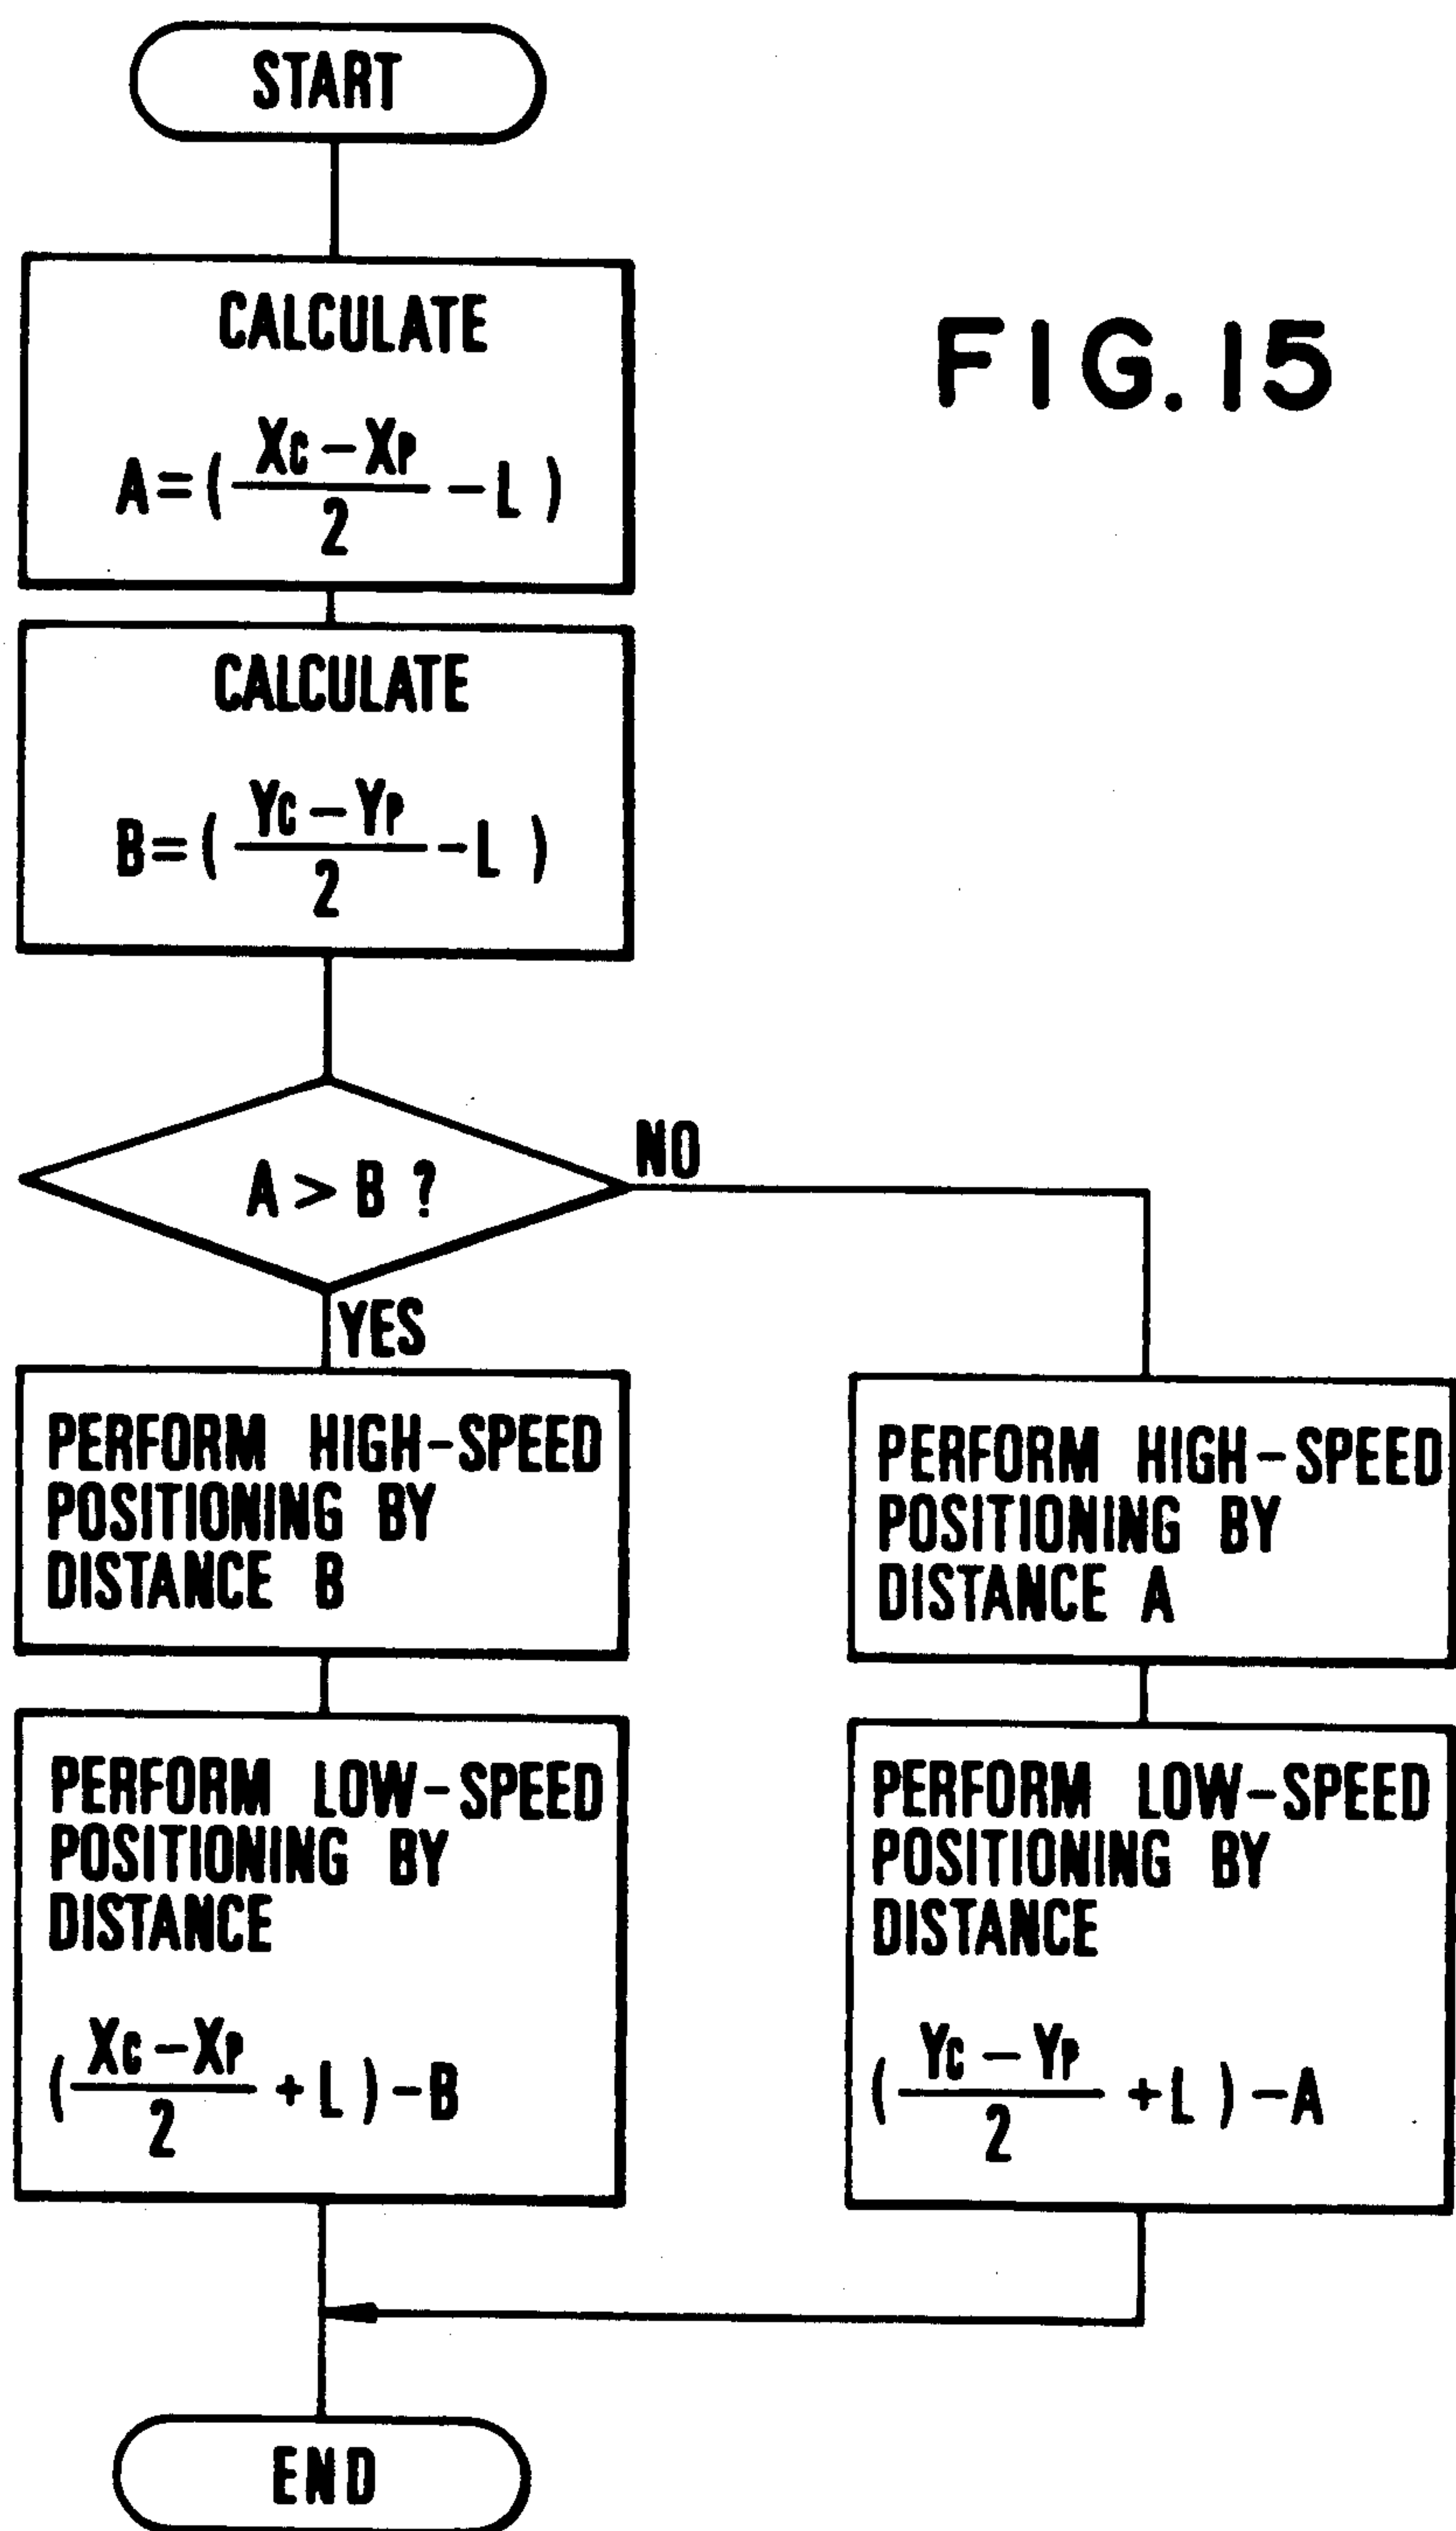 START
FIG. 15
CALCULATE
A=( (XC – XP)/2 – L )
CALCULATE
B=( (YC – YP)/2 – L )
A > B ?
NO
YES
PERFORM HIGH-SPEED
POSITIONING BY
DISTANCE B
PERFORM LOW-SPEED
POSITIONING BY
DISTANCE
( (XC – XP)/2 + L ) – B
PERFORM HIGH-SPEED
POSITIONING BY
DISTANCE A
PERFORM LOW-SPEED
POSITIONING BY
DISTANCE
( (YC – YP)/2 + L ) – A
END